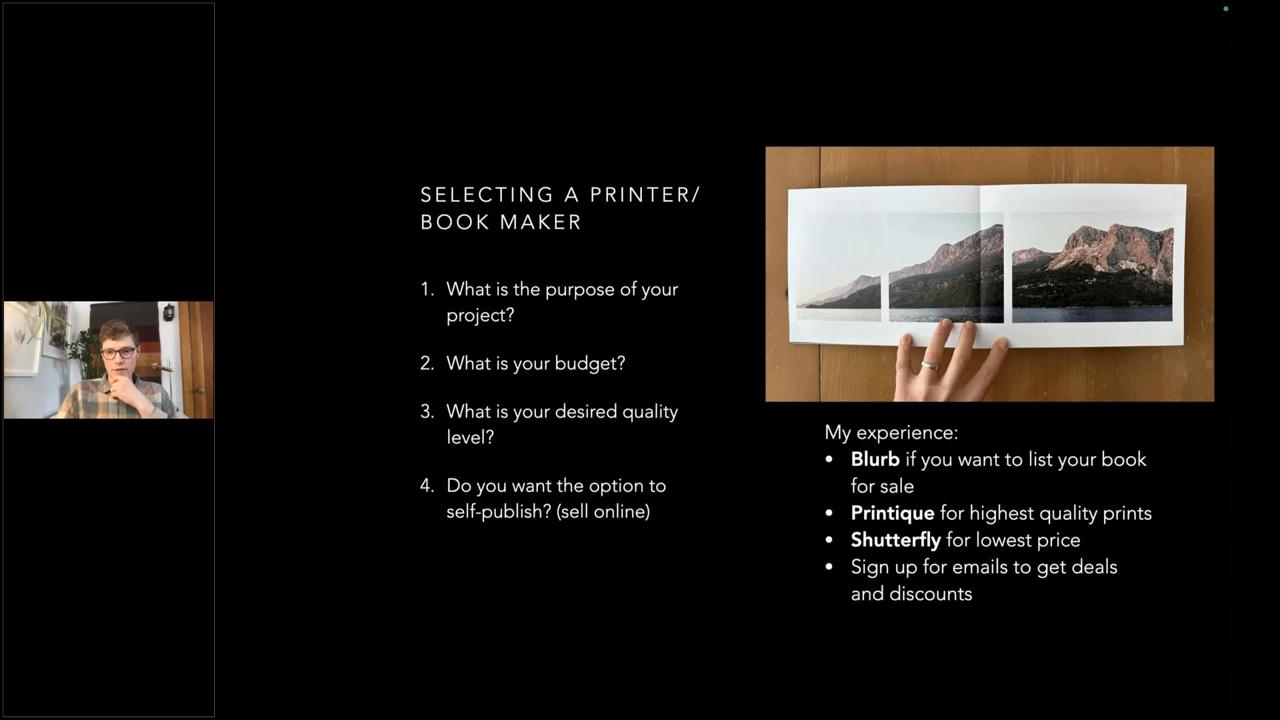 SELECTING A PRINTER/
BOOK MAKER
1. What is the purpose of your
project?
2. What is your budget?
3. What is your desired quality
level?
4. Do you want the option to
self-publish? (sell online)
My experience:
• Blurb if you want to list your book
for sale
• Printique for highest quality prints
• Shutterfly for lowest price
• Sign up for emails to get deals
and discounts